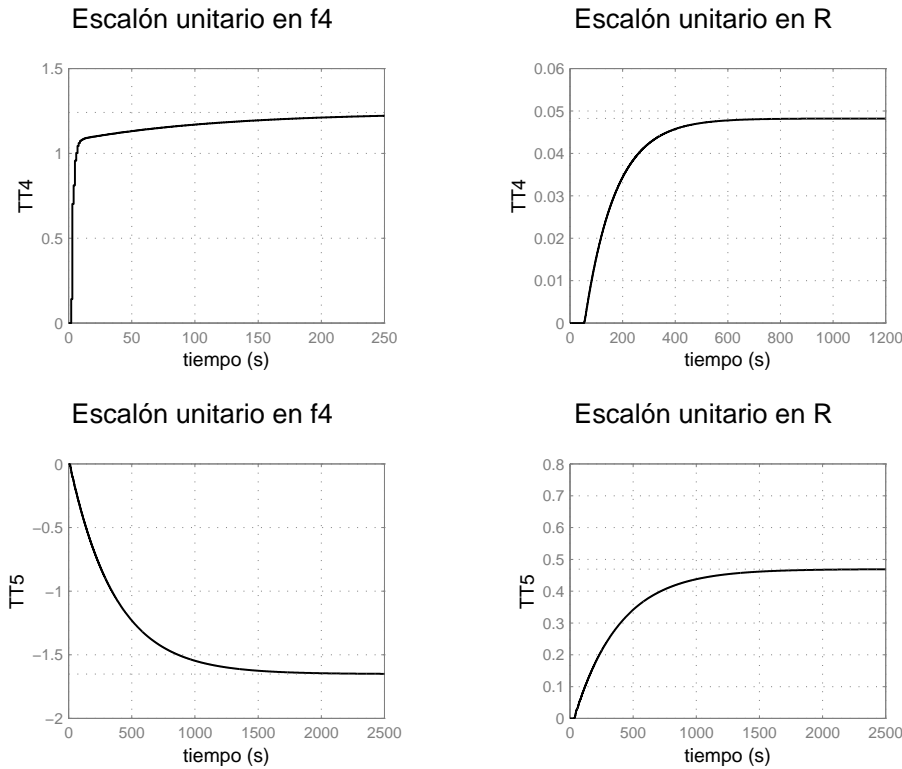 Escalón unitario en f4
Escalón unitario en R
1.5
1
0.5
0
TT4
0 50 100 150 200 250
tiempo (s)
0.06
0.05
0.04
0.03
0.02
0.01
0
TT4
0 200 400 600 800 1000 1200
tiempo (s)
Escalón unitario en f4
Escalón unitario en R
0
−0.5
−1
−1.5
−2
TT5
0 500 1000 1500 2000 2500
tiempo (s)
0.8
0.7
0.6
0.5
0.4
0.3
0.2
0.1
0
TT5
0 500 1000 1500 2000 2500
tiempo (s)